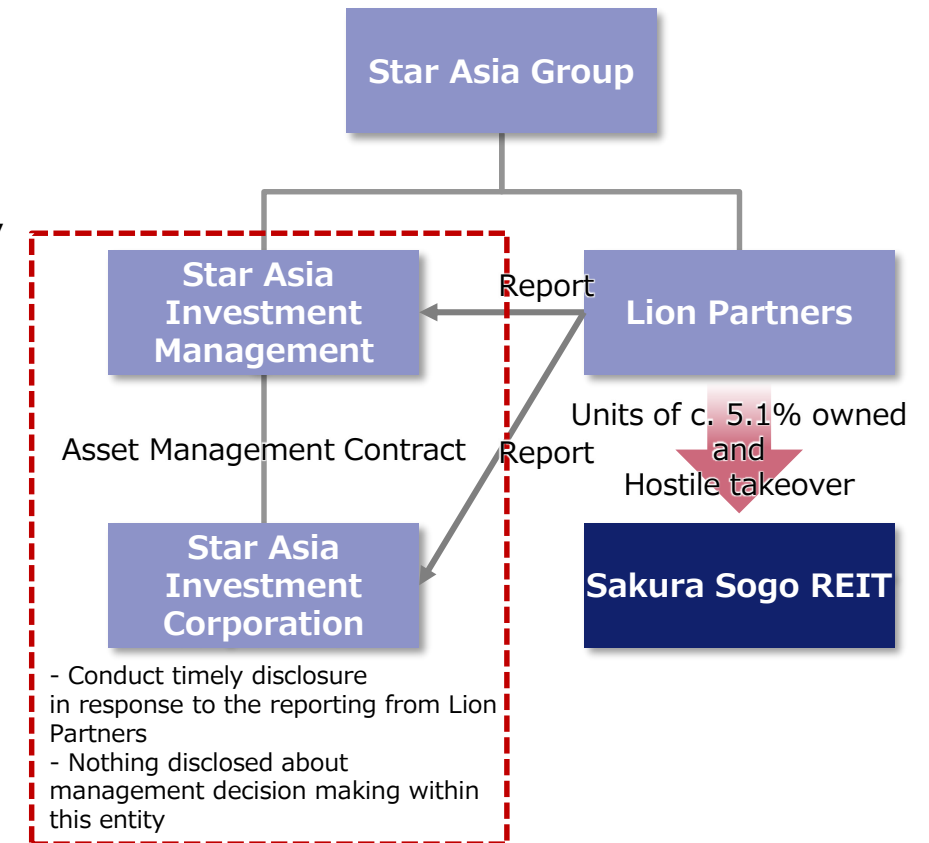 Star Asia Group
Star Asia
Investment
Management
Report
Lion Partners
Asset Management Contract
Report
Units of c. 5.1% owned
and
Hostile takeover
Star Asia
Investment
Corporation
Sakura Sogo REIT
- Conduct timely disclosure
in response to the reporting from Lion
Partners
- Nothing disclosed about
management decision making within
this entity